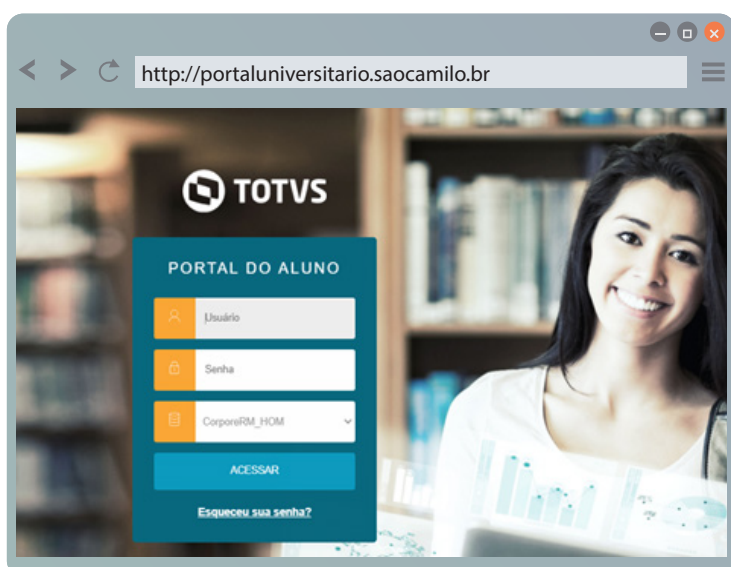 http://portaluniversitario.saocamilo.br
TOTVS
PORTAL DO ALUNO
Usuário
Senha
CorporeRM_HOM
ACESSAR
Esqueceu sua senha?